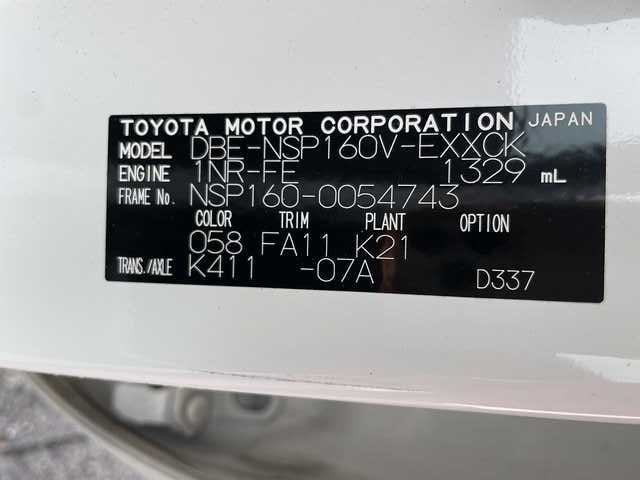 TOYOTA MOTOR CORPORATION JAPAN
MODEL DBE-NSP160V-EXXCK
ENGINE 1NR-FE 1329 mL
FRAME No. NSP160-0054743
COLOR TRIM PLANT OPTION
058 FA11 K21
TRANS./AXLE K411 -07A D337